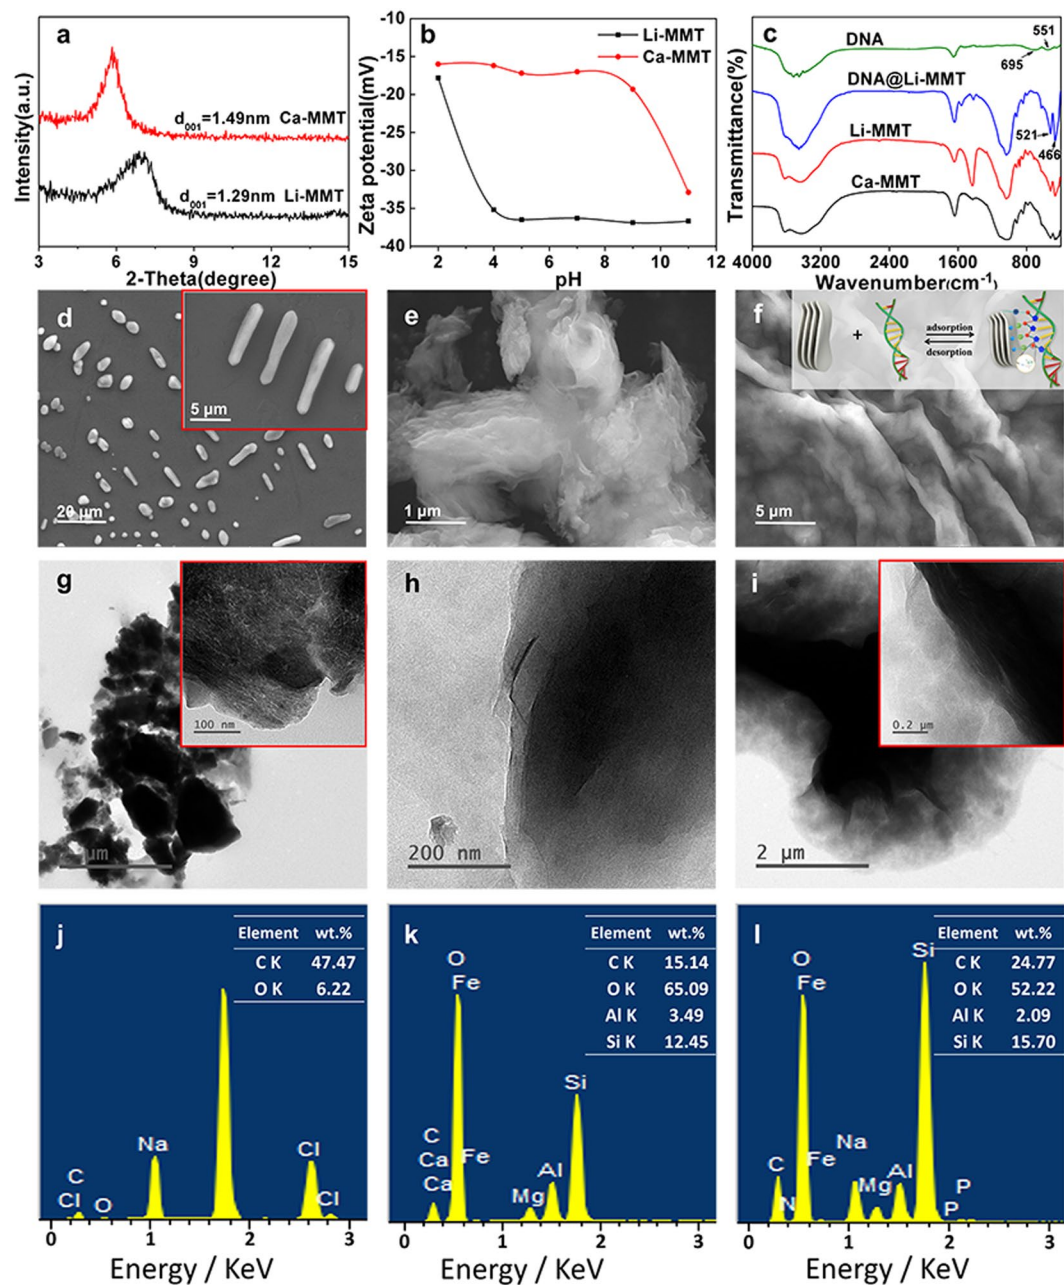 a
Intensity(a.u.)
d001=1.49nm Ca-MMT
d001=1.29nm Li-MMT
3 6 9 12 15
2-Theta(degree)
b
Zeta potential(mV)
-10
-15
-20
-25
-30
-35
-40
Li-MMT
Ca-MMT
0 2 4 6 8 10 12
pH
c
Transmittance(%)
DNA
551
695
DNA@Li-MMT
521
466
Li-MMT
Ca-MMT
4000 3200 2400 1600 800
Wavenumber(cm-1)
d
5 μm
20 μm
e
1 μm
f
+
adsorption
desorption
5 μm
g
100 nm
μm
h
200 nm
i
0.2 μm
2 μm
j
Element wt.%
C K 47.47
O K 6.22
C
Cl
O
Na
Cl
Cl
0 1 2 3
Energy / KeV
k
Element wt.%
C K 15.14
O K 65.09
Al K 3.49
Si K 12.45
O
Fe
C
Ca
Ca
Fe
Mg
Al
Si
0 1 2 3
Energy / KeV
l
Element wt.%
C K 24.77
O K 52.22
Al K 2.09
Si K 15.70
O
Fe
C
N
Fe
Na
Mg
Al
Si
P
P
0 1 2 3
Energy / KeV